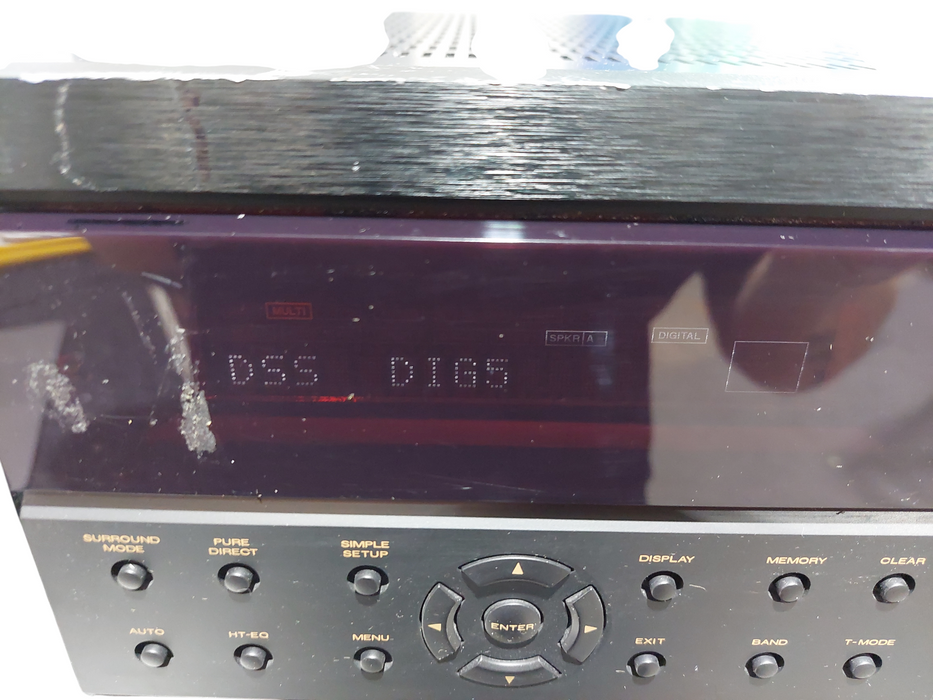 MULTI
SPKR A DIGITAL
DSS DIG5
SURROUND MODE
PURE DIRECT
SIMPLE SETUP
DISPLAY
MEMORY
CLEAR
AUTO
HT-EQ
MENU
ENTER
EXIT
BAND
T-MODE